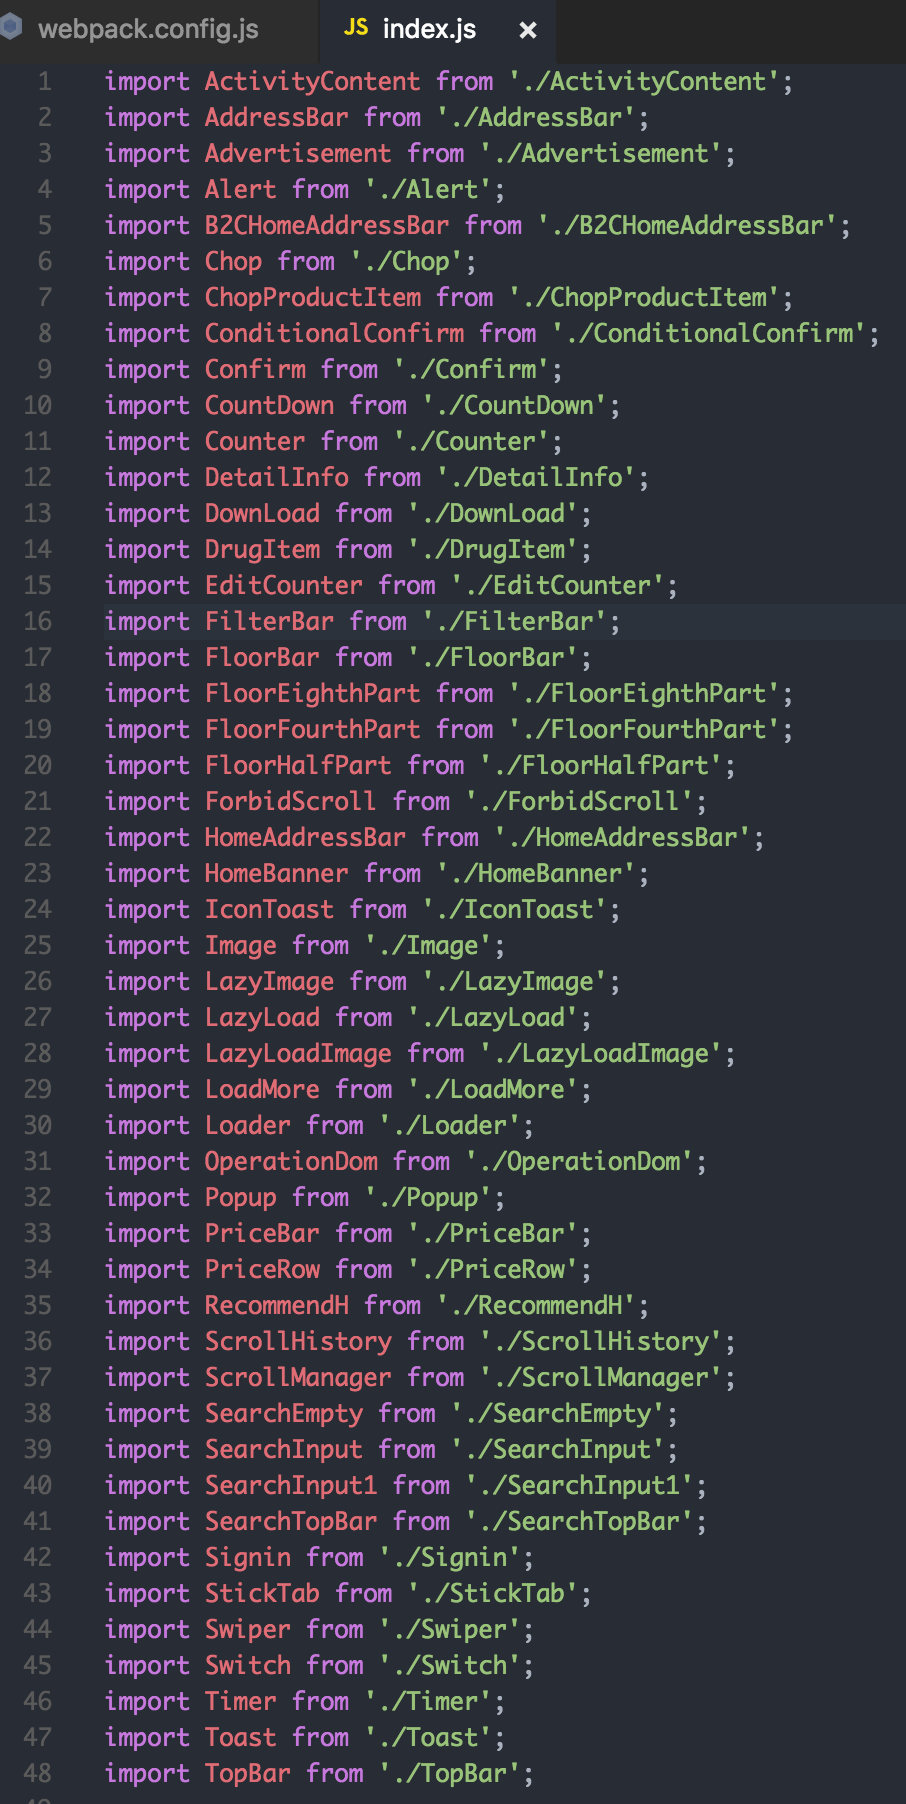 webpack.config.js JS index.js ×
1 import ActivityContent from './ActivityContent';
2 import AddressBar from './AddressBar';
3 import Advertisement from './Advertisement';
4 import Alert from './Alert';
5 import B2CHomeAddressBar from './B2CHomeAddressBar';
6 import Chop from './Chop';
7 import ChopProductItem from './ChopProductItem';
8 import ConditionalConfirm from './ConditionalConfirm';
9 import Confirm from './Confirm';
10 import CountDown from './CountDown';
11 import Counter from './Counter';
12 import DetailInfo from './DetailInfo';
13 import DownLoad from './DownLoad';
14 import DrugItem from './DrugItem';
15 import EditCounter from './EditCounter';
16 import FilterBar from './FilterBar';
17 import FloorBar from './FloorBar';
18 import FloorEighthPart from './FloorEighthPart';
19 import FloorFourthPart from './FloorFourthPart';
20 import FloorHalfPart from './FloorHalfPart';
21 import ForbidScroll from './ForbidScroll';
22 import HomeAddressBar from './HomeAddressBar';
23 import HomeBanner from './HomeBanner';
24 import IconToast from './IconToast';
25 import Image from './Image';
26 import LazyImage from './LazyImage';
27 import LazyLoad from './LazyLoad';
28 import LazyLoadImage from './LazyLoadImage';
29 import LoadMore from './LoadMore';
30 import Loader from './Loader';
31 import OperationDom from './OperationDom';
32 import Popup from './Popup';
33 import PriceBar from './PriceBar';
34 import PriceRow from './PriceRow';
35 import RecommendH from './RecommendH';
36 import ScrollHistory from './ScrollHistory';
37 import ScrollManager from './ScrollManager';
38 import SearchEmpty from './SearchEmpty';
39 import SearchInput from './SearchInput';
40 import SearchInput1 from './SearchInput1';
41 import SearchTopBar from './SearchTopBar';
42 import Signin from './Signin';
43 import StickTab from './StickTab';
44 import Swiper from './Swiper';
45 import Switch from './Switch';
46 import Timer from './Timer';
47 import Toast from './Toast';
48 import TopBar from './TopBar';